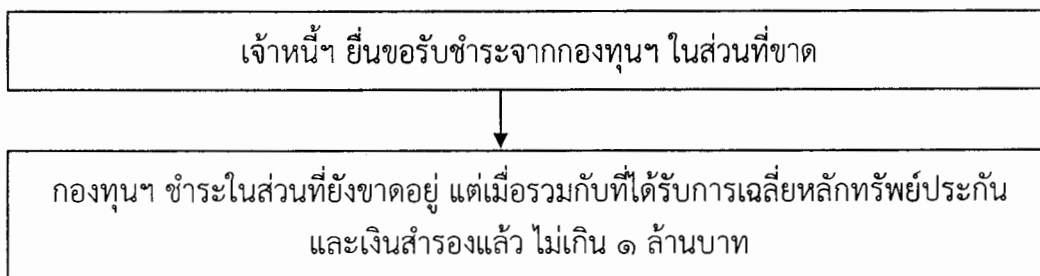 เจ้าหนี้ฯ ยื่นขอรับชำระจากกองทุนฯ ในส่วนที่ขาด
กองทุนฯ ชำระในส่วนที่ยังขาดอยู่ แต่เมื่อรวมกับที่ได้รับการเฉลี่ยหลักทรัพย์ประกัน
และเงินสำรองแล้ว ไม่เกิน ๑ ล้านบาท